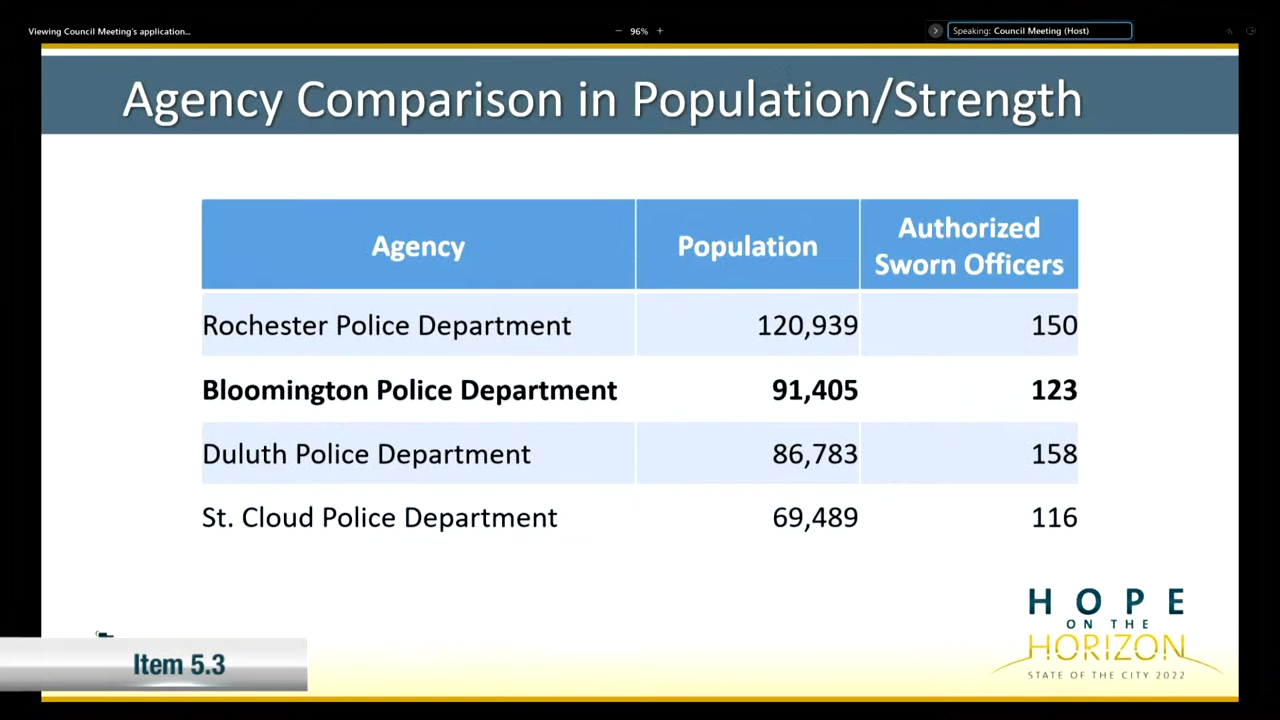 Viewing Council Meeting's application...
− 96% +
Speaking: Council Meeting (Host)
Agency Comparison in Population/Strength
Agency Population Authorized Sworn Officers
Rochester Police Department 120,939 150
Bloomington Police Department 91,405 123
Duluth Police Department 86,783 158
St. Cloud Police Department 69,489 116
HOPE
ON THE
HORIZON
STATE OF THE CITY 2022
Item 5.3